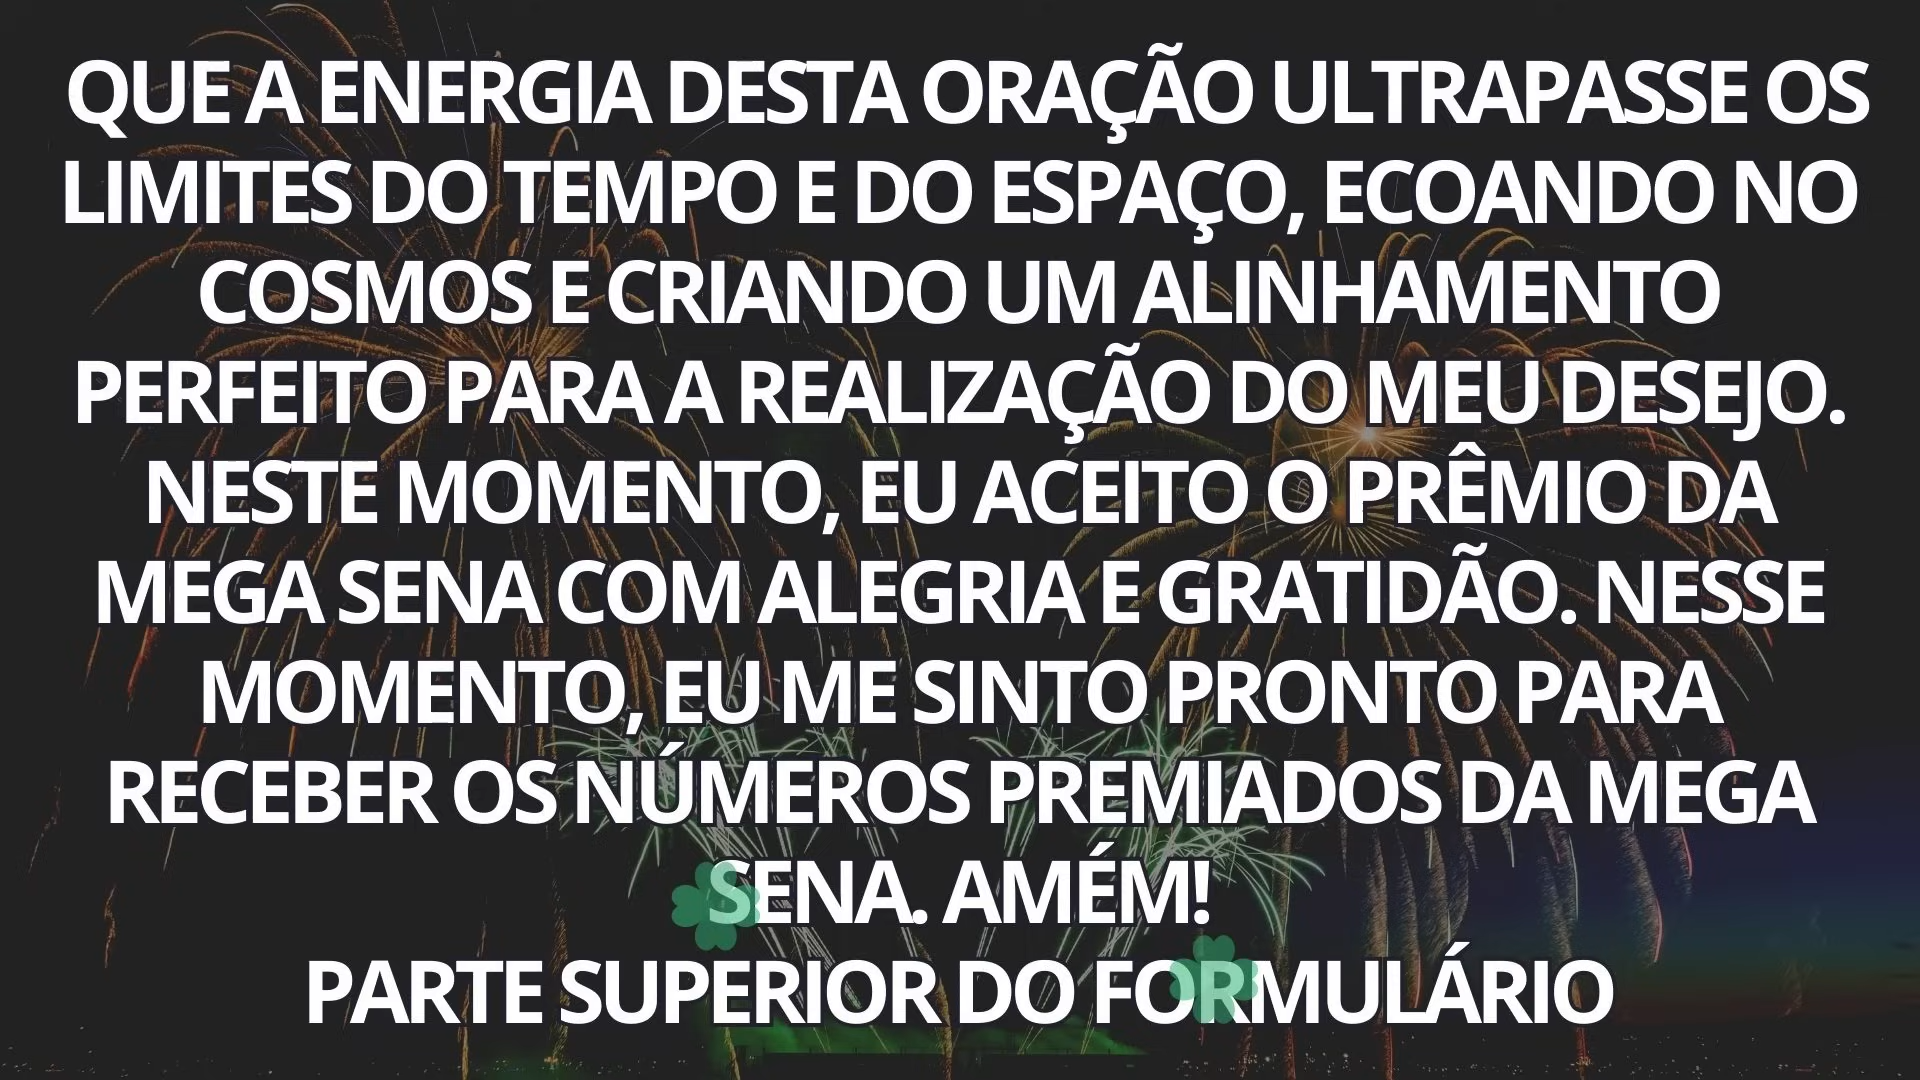 QUE A ENERGIA DESTA ORAÇÃO ULTRAPASSE OS
LIMITES DO TEMPO E DO ESPAÇO, ECOANDO NO
COSMOS E CRIANDO UM ALINHAMENTO
PERFEITO PARA A REALIZAÇÃO DO MEU DESEJO.
NESTE MOMENTO, EU ACEITO O PRÊMIO DA
MEGA SENA COM ALEGRIA E GRATIDÃO. NESSE
MOMENTO, EU ME SINTO PRONTO PARA
RECEBER OS NÚMEROS PREMIADOS DA MEGA
SENA. AMÉM!
PARTE SUPERIOR DO FORMULÁRIO